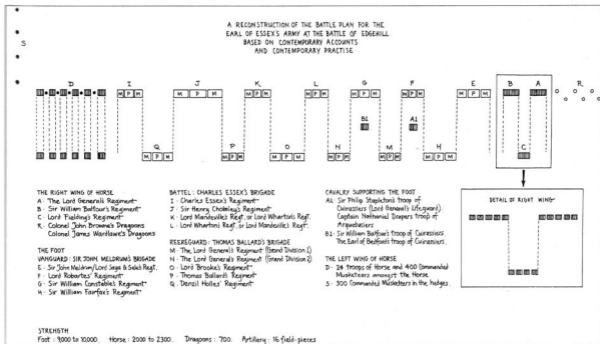 A RECONSTRUCTION OF THE BATTLE PLAN FOR THE
EARL OF ESSEX'S ARMY AT THE BATTLE OF EDGEHILL
BASED ON CONTEMPORARY ACCOUNTS
AND CONTEMPORARY PRACTISE
S
D I J K L G F E B A R
M P M
M P M
M P M
M P M
M P M
M P M
M P M
B1 A1
Q P O N M H C
M P M
M P M
M P M
M P M
M P M
M P M
DETAIL OF RIGHT WING
THE RIGHT WING OF HORSE
A · The Lord Generalls Regiment
B · Sir William Balfour's Regiment
C · Lord Fielding's Regiment
R · Colonel John Browne's Dragoons
Colonel James Wardlawe's Dragoons
THE FOOT
VANGUARD: SIR JOHN MELDRUM'S BRIGADE
E · Sir John Meldrum/Lord Saye & Sele's Regt.
F · Lord Robartes' Regiment
G · Sir William Constable's Regiment
H · Sir William Fairfax's Regiment
BATTEL: CHARLES ESSEX'S BRIGADE
I · Charles Essex's Regiment
J · Sir Henry Cholmley's Regiment
K · Lord Mandeville's Regt. or Lord Wharton's Regt.
L · Lord Wharton's Regt. or Lord Mandeville's Regt.
REEREGUARD: THOMAS BALLARD'S BRIGADE
M · The Lord General's Regiment (Grand Division 1)
N · The Lord General's Regiment (Grand Division 2)
O · Lord Brooke's Regiment
P · Thomas Ballard's Regiment
Q · Denzil Holles' Regiment
CAVALRY SUPPORTING THE FOOT
A1 · Sir Philip Stapleton's troop of
Cuirassiers (Lord General's Lifeguard).
Captain Nathanial Draper's troop of
Arquebusiers
B1 · Sir William Balfour's troop of Cuirassiers.
The Earl of Bedford's troop of Cuirassiers.
THE LEFT WING OF HORSE
D · 24 troops of Horse and 400 Commanded
Musketeers amongst the Horse
S · 300 Commanded Musketeers in the hedges.
STRENGTH
Foot : 9,000 to 10,000. Horse : 2000 to 2300. Dragoons : 700. Artillery : 16 field-pieces